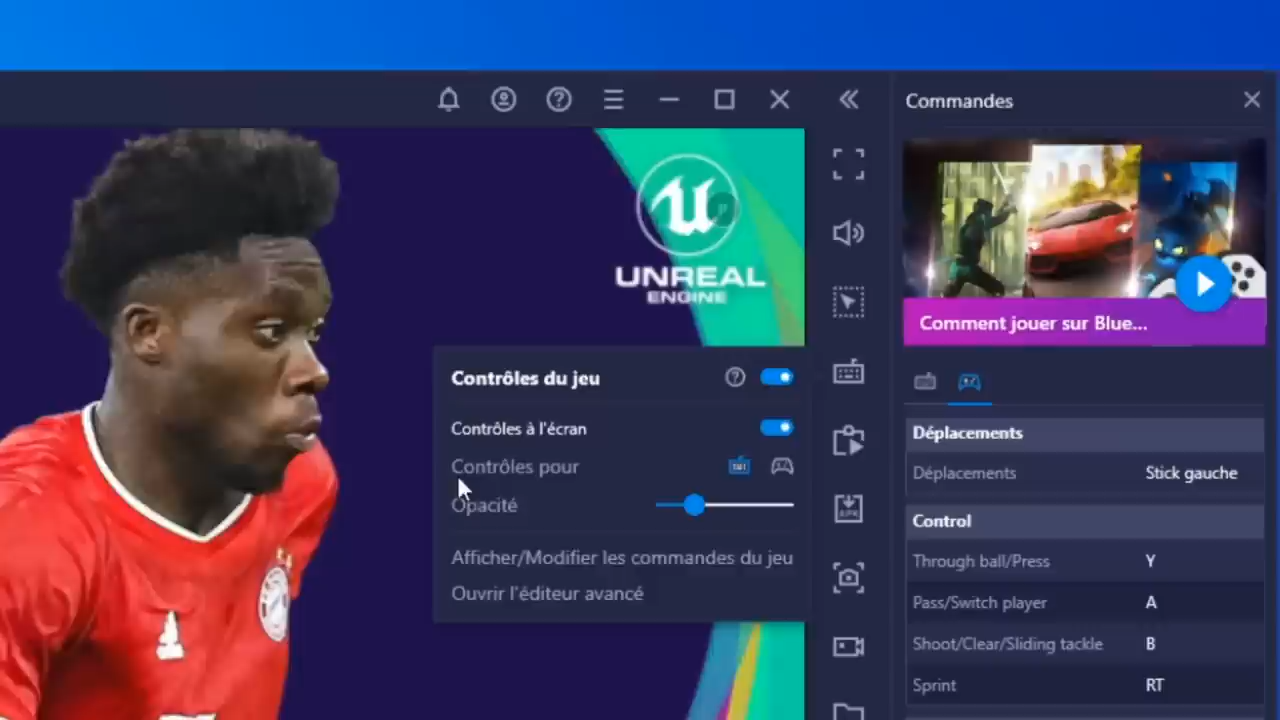 Commandes
UNREAL
ENGINE
Comment jouer sur Blue...
Contrôles du jeu
Contrôles à l'écran
Contrôles pour
Opacité
Afficher/Modifier les commandes du jeu
Ouvrir l'éditeur avancé
Déplacements
Déplacements Stick gauche
Control
Through ball/Press Y
Pass/Switch player A
Shoot/Clear/Sliding tackle B
Sprint RT